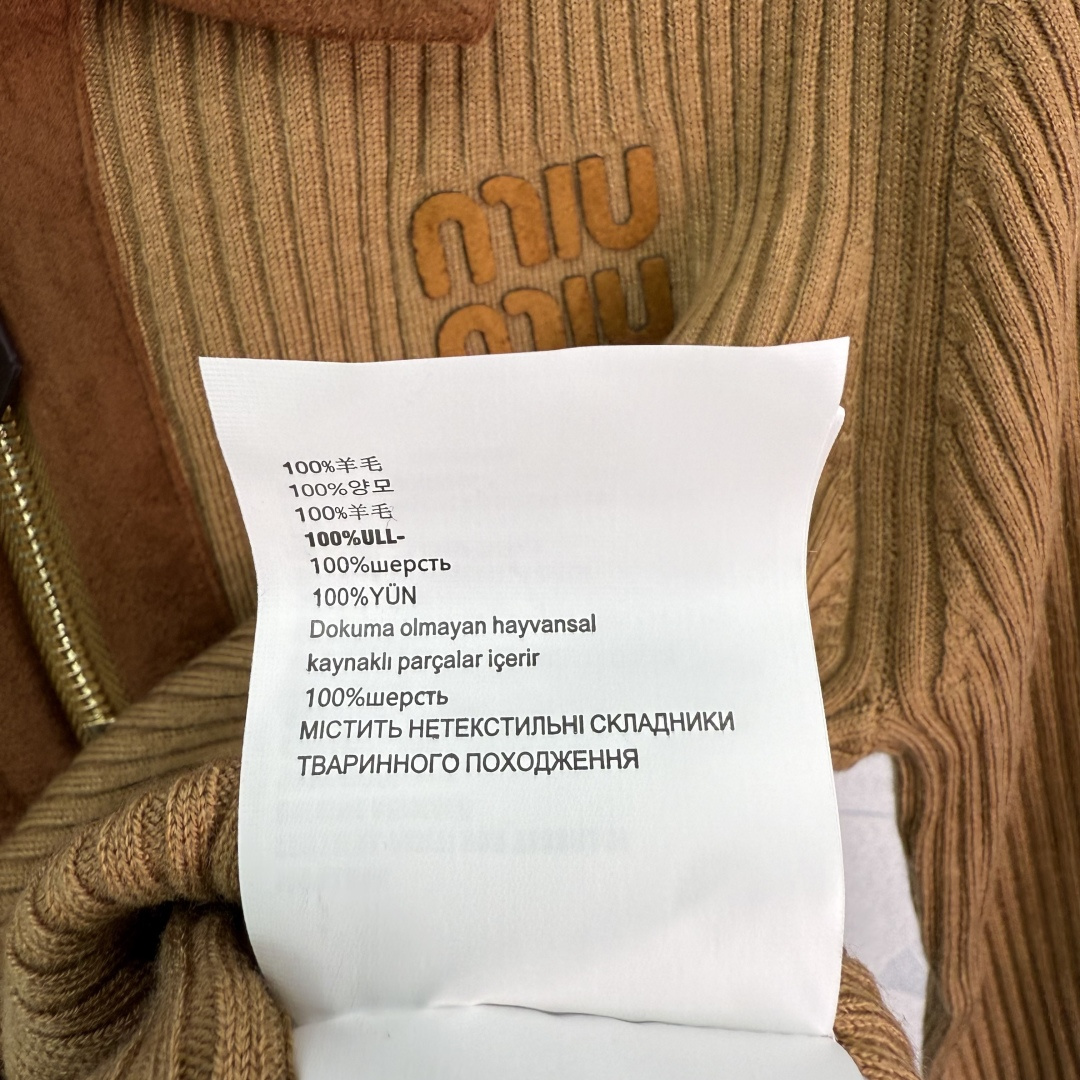 miu
miu
100%羊毛
100%양모
100%羊毛
100%ULL-
100%шерсть
100%YÜN
Dokuma olmayan hayvansal
kaynaklı parçalar içerir
100%шерсть
МІСТИТЬ НЕТЕКСТИЛЬНІ СКЛАДНИКИ
ТВАРИННОГО ПОХОДЖЕННЯ